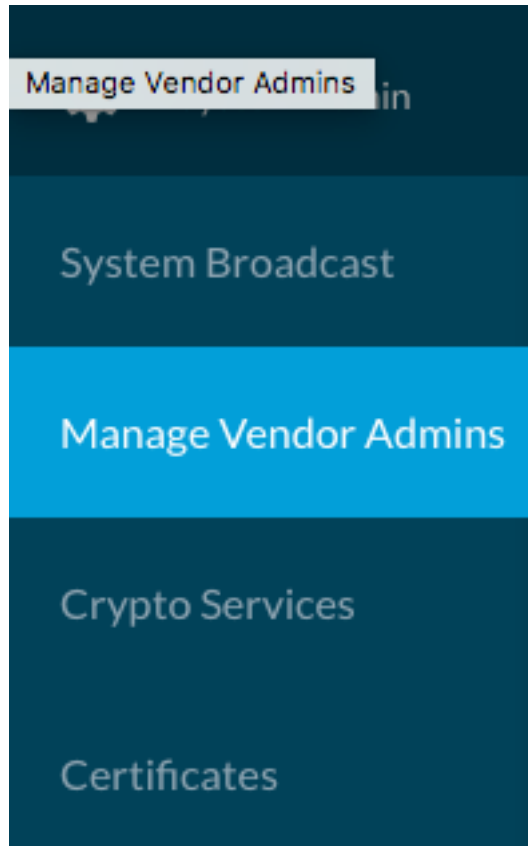 Manage Vendor Admins
System Broadcast
Manage Vendor Admins
Crypto Services
Certificates